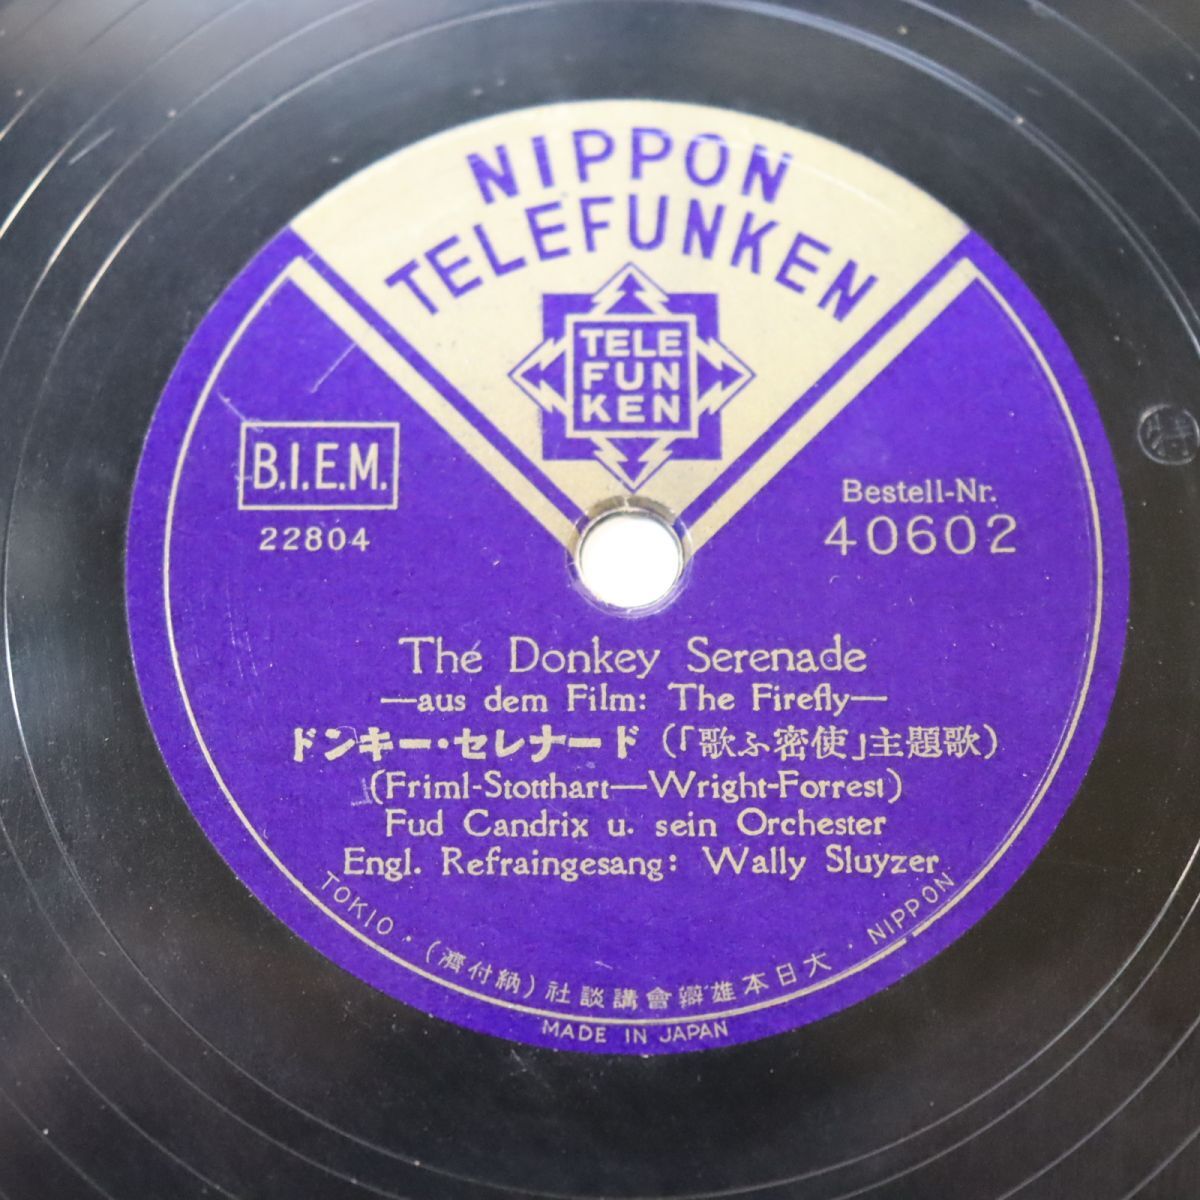 NIPPON
TELEFUNKEN
TELE
FUN
KEN
B.I.E.M.
22804
Bestell-Nr.
40602
The Donkey Serenade
—aus dem Film: The Firefly—
ドンキー・セレナード(「歌ふ密使」主題歌)
(Friml-Stotthart—Wright-Forrest)
Fud Candrix u. sein Orchester
Engl. Refraingesang: Wally Sluyzer
TOKIO・(濟付納)社談講會辯雄本日大・NIPPON
MADE IN JAPAN